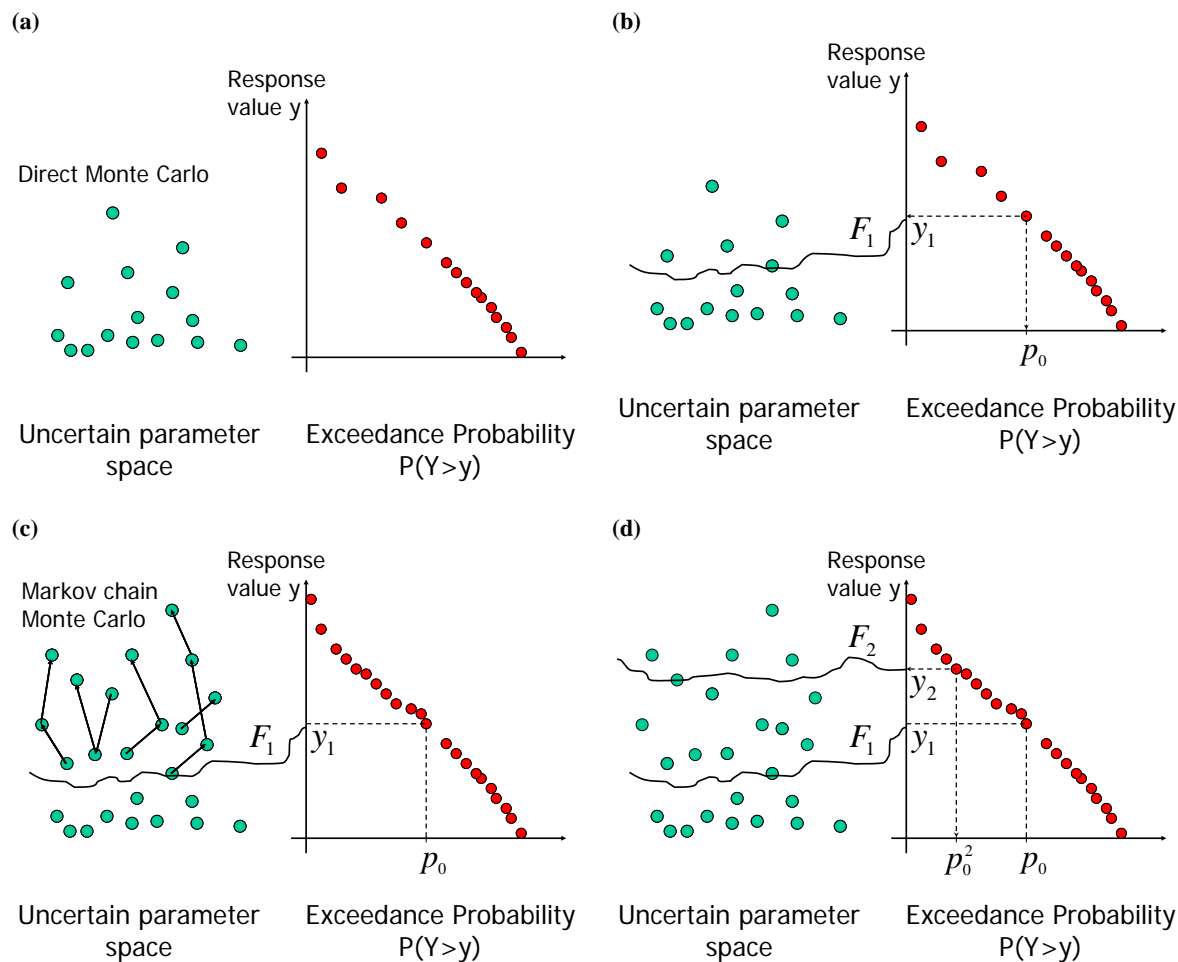 (a)
Response
value y
Direct Monte Carlo
Uncertain parameter
space
Exceedance Probability
P(Y>y)
(b)
Response
value y
F₁
y₁
p₀
Uncertain parameter
space
Exceedance Probability
P(Y>y)
(c)
Response
value y
Markov chain
Monte Carlo
F₁
y₁
p₀
Uncertain parameter
space
Exceedance Probability
P(Y>y)
(d)
Response
value y
F₂
y₂
F₁
y₁
p₀² p₀
Uncertain parameter
space
Exceedance Probability
P(Y>y)